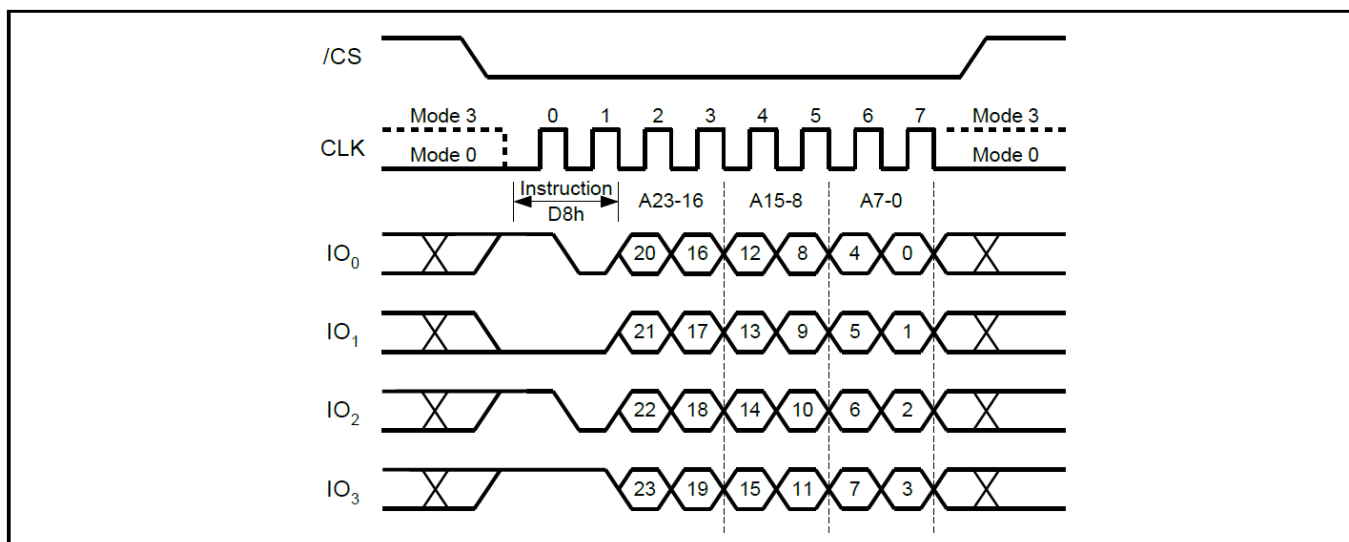 /CS
0 1 2 3 4 5 6 7
Mode 3 Mode 3
CLK
Mode 0 Mode 0
Instruction
D8h
A23-16 A15-8 A7-0
IO0 20 16 12 8 4 0
IO1 21 17 13 9 5 1
IO2 22 18 14 10 6 2
IO3 23 19 15 11 7 3